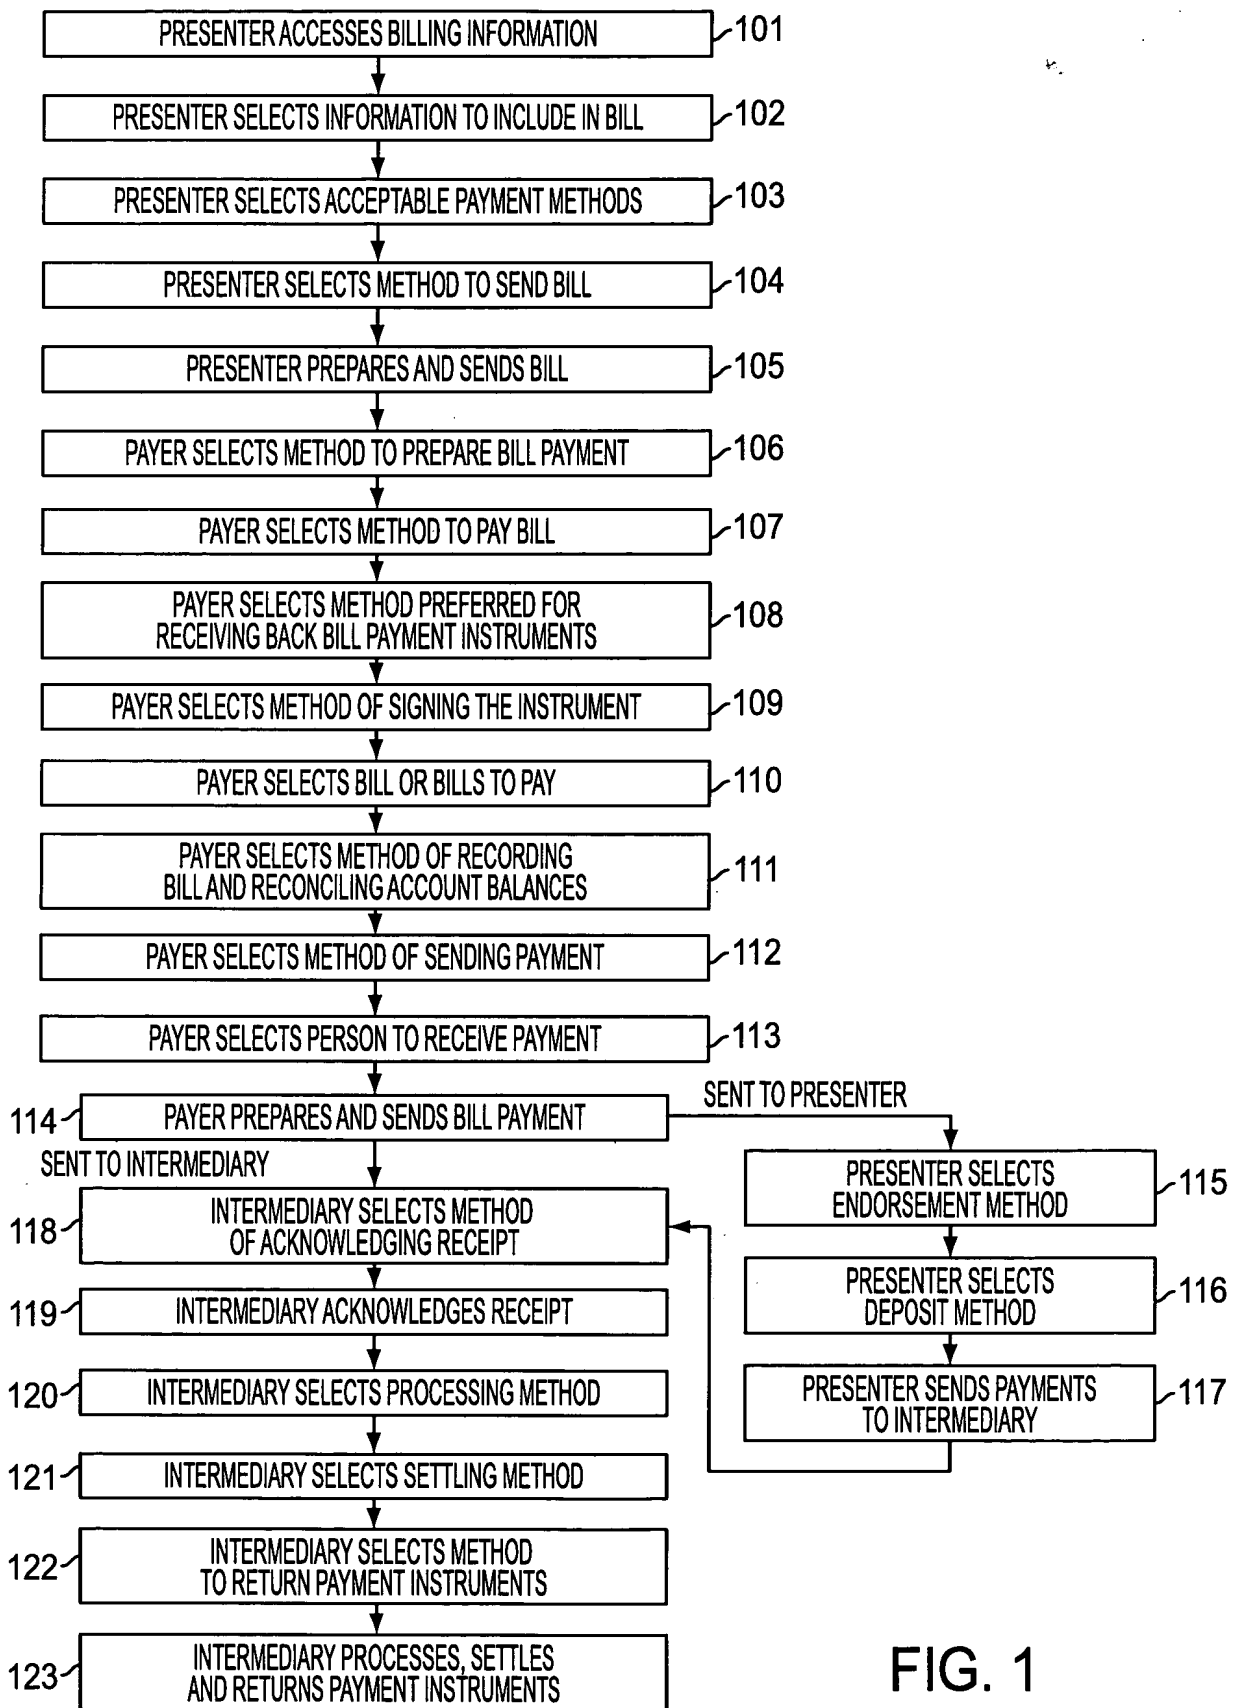 PRESENTER ACCESSES BILLING INFORMATION
101
PRESENTER SELECTS INFORMATION TO INCLUDE IN BILL
102
PRESENTER SELECTS ACCEPTABLE PAYMENT METHODS
103
PRESENTER SELECTS METHOD TO SEND BILL
104
PRESENTER PREPARES AND SENDS BILL
105
PAYER SELECTS METHOD TO PREPARE BILL PAYMENT
106
PAYER SELECTS METHOD TO PAY BILL
107
PAYER SELECTS METHOD PREFERRED FOR
RECEIVING BACK BILL PAYMENT INSTRUMENTS
108
PAYER SELECTS METHOD OF SIGNING THE INSTRUMENT
109
PAYER SELECTS BILL OR BILLS TO PAY
110
PAYER SELECTS METHOD OF RECORDING
BILL AND RECONCILING ACCOUNT BALANCES
111
PAYER SELECTS METHOD OF SENDING PAYMENT
112
PAYER SELECTS PERSON TO RECEIVE PAYMENT
113
114
PAYER PREPARES AND SENDS BILL PAYMENT
SENT TO PRESENTER
SENT TO INTERMEDIARY
PRESENTER SELECTS
ENDORSEMENT METHOD
115
PRESENTER SELECTS
DEPOSIT METHOD
116
PRESENTER SENDS PAYMENTS
TO INTERMEDIARY
117
118
INTERMEDIARY SELECTS METHOD
OF ACKNOWLEDGING RECEIPT
119
INTERMEDIARY ACKNOWLEDGES RECEIPT
120
INTERMEDIARY SELECTS PROCESSING METHOD
121
INTERMEDIARY SELECTS SETTLING METHOD
122
INTERMEDIARY SELECTS METHOD
TO RETURN PAYMENT INSTRUMENTS
123
INTERMEDIARY PROCESSES, SETTLES
AND RETURNS PAYMENT INSTRUMENTS
FIG. 1